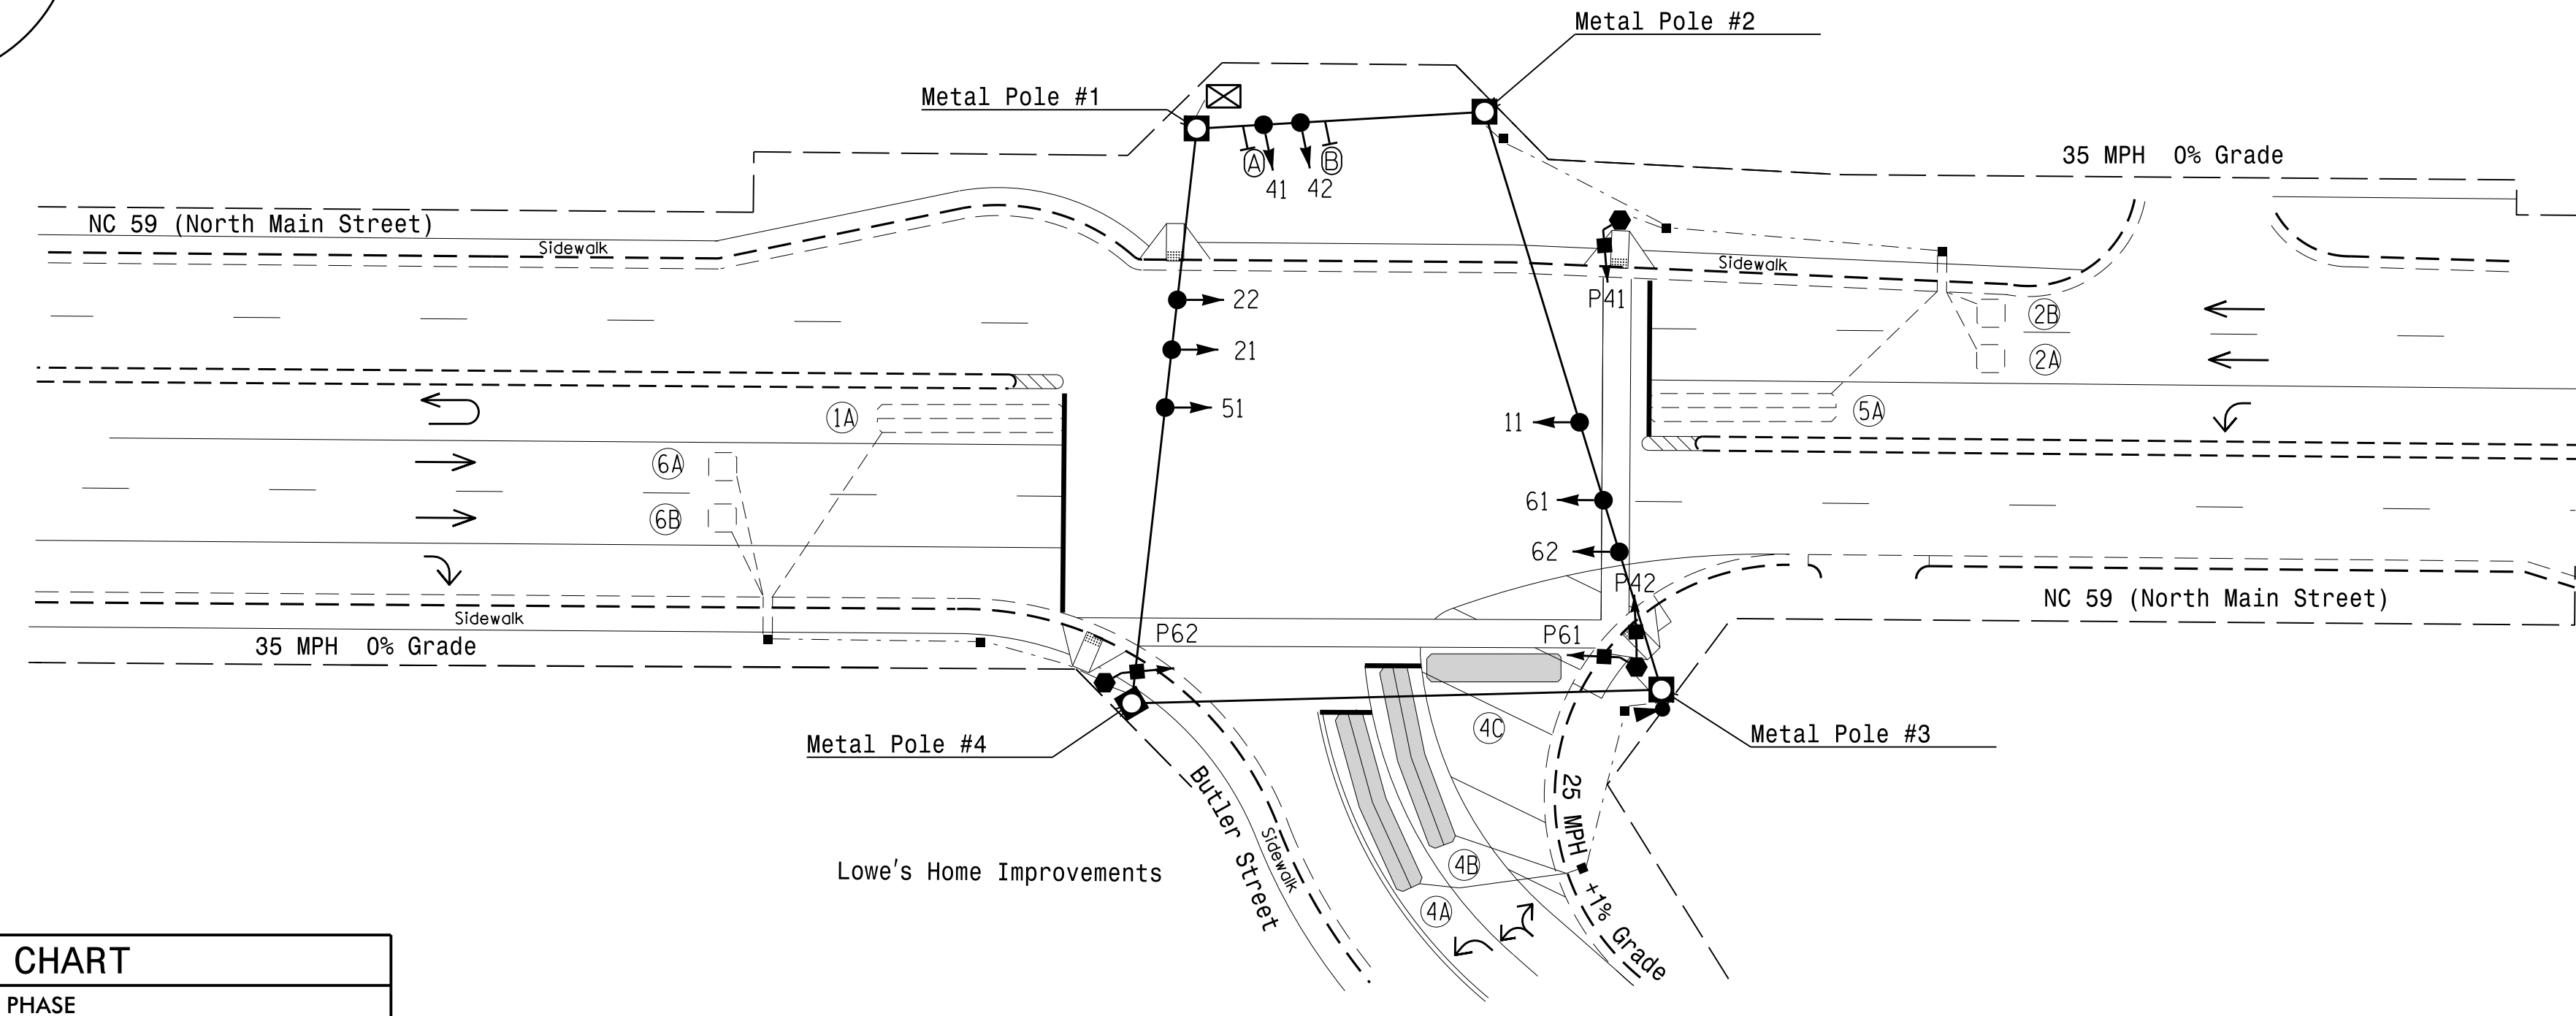 Metal Pole #2
Metal Pole #1
A
B
41
42
35 MPH 0% Grade
NC 59 (North Main Street)
Sidewalk
Sidewalk
P41
22
2B
21
2A
1A
51
11
5A
6A
61
6B
62
P42
Sidewalk
35 MPH 0% Grade
P62
P61
NC 59 (North Main Street)
Metal Pole #4
4C
Metal Pole #3
Butler Street
Sidewalk
25 MPH +1% Grade
Lowe's Home Improvements
4B
4A
CHART
PHASE